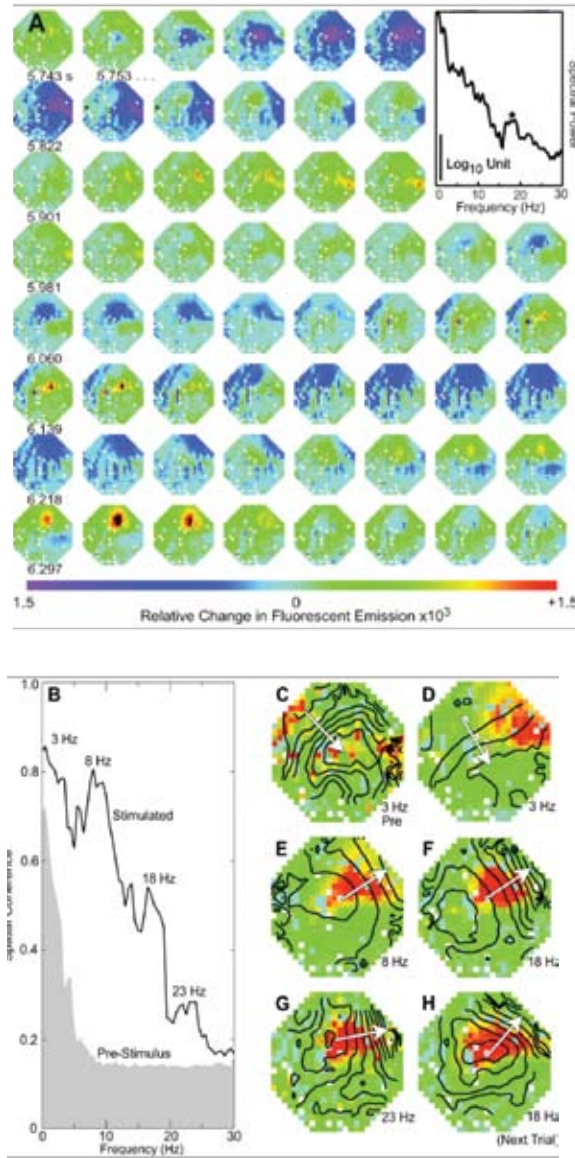 A
5.743 s 5.753 . . .
5.822
5.901
5.981
6.060
6.139
6.218
6.297
Spectral Power
*
Log10 Unit
0 10 20 30
Frequency (Hz)
1.5 0 +1.5
Relative Change in Fluorescent Emission x10³
B
1.0
0.8
0.6
0.4
0.2
0
3 Hz
8 Hz
Stimulated
18 Hz
23 Hz
Pre-Stimulus
0 10 20 30
Frequency (Hz)
Spatial Coherence
C
3 Hz
Pre
D
3 Hz
E
8 Hz
F
18 Hz
G
23 Hz
H
18 Hz
(Next Trial)